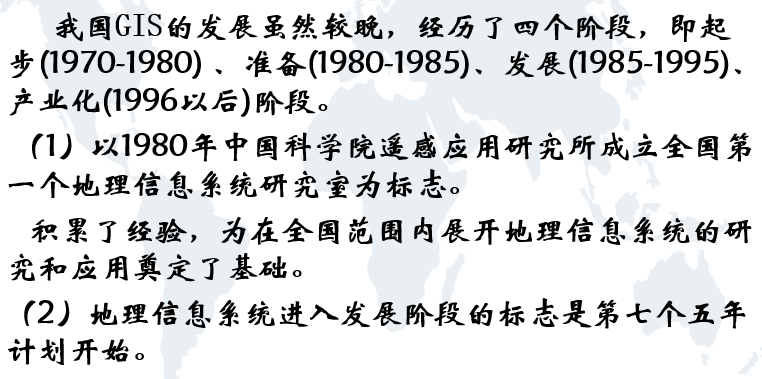 我国GIS的发展虽然较晚，经历了四个阶段，即起
步(1970-1980) 、准备(1980-1985)、发展(1985-1995)、
产业化(1996以后)阶段。
（1）以1980年中国科学院遥感应用研究所成立全国第
一个地理信息系统研究室为标志。
积累了经验，为在全国范围内展开地理信息系统的研
究和应用奠定了基础。
（2）地理信息系统进入发展阶段的标志是第七个五年
计划开始。